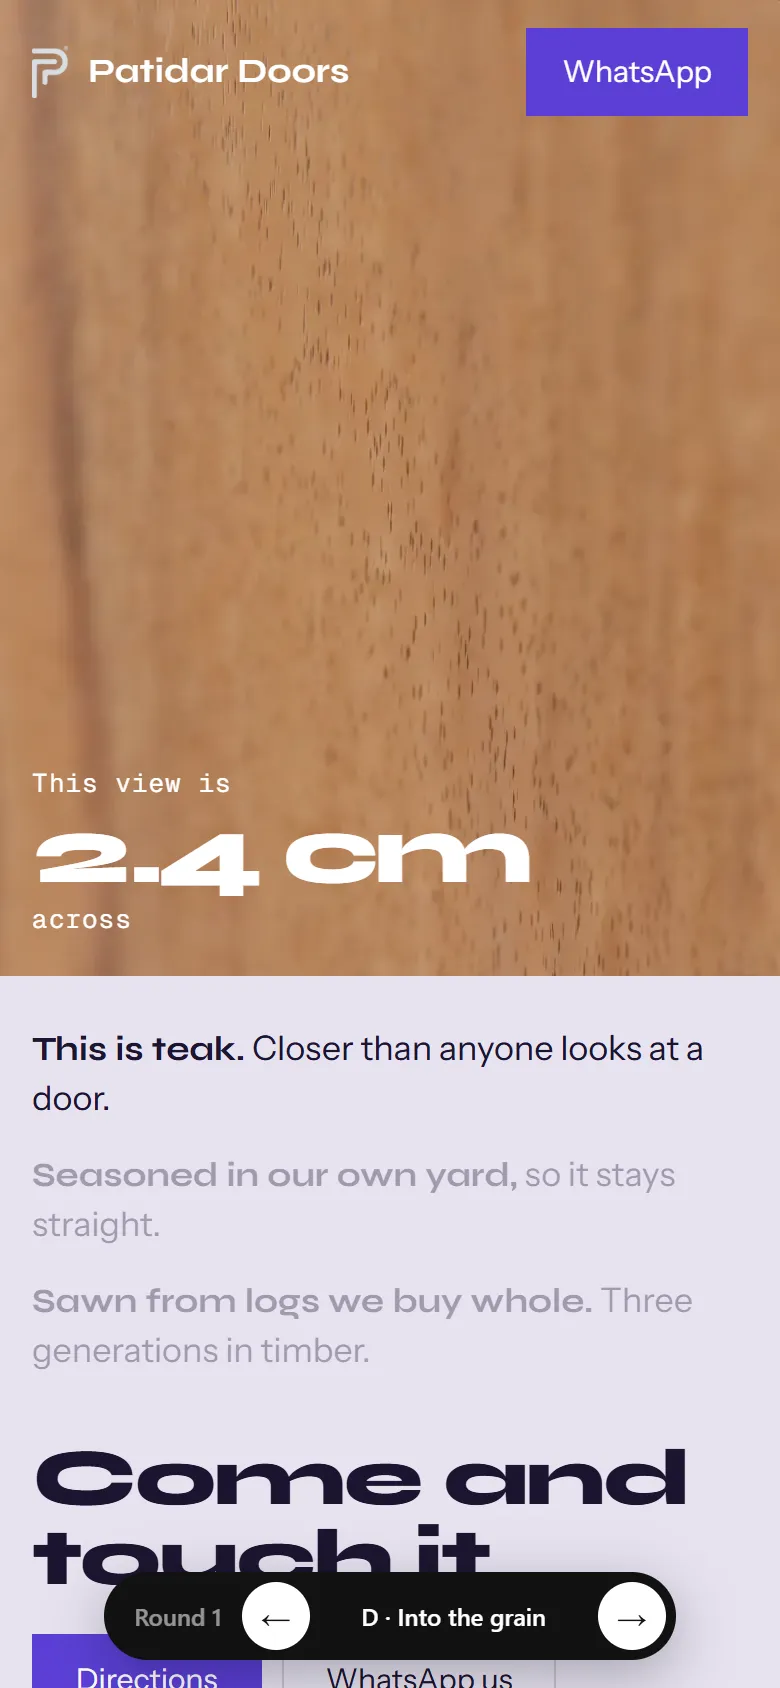 Patidar Doors
WhatsApp
This view is
2.4 cm
across
This is teak. Closer than anyone looks at a
door.
Seasoned in our own yard, so it stays
straight.
Sawn from logs we buy whole. Three
generations in timber.
Come and
touch it
Round 1
←
D · Into the grain
→
Directions
WhatsApp us